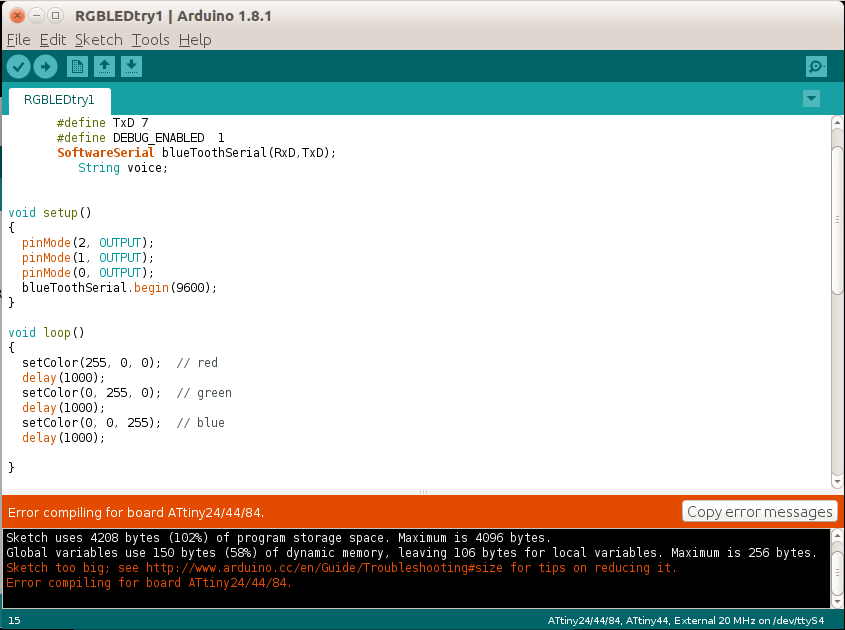 RGBLEDtry1 | Arduino 1.8.1
File Edit Sketch Tools Help
RGBLEDtry1
#define TxD 7
#define DEBUG_ENABLED  1
SoftwareSerial blueToothSerial(RxD,TxD);
String voice;
void setup()
{
pinMode(2, OUTPUT);
pinMode(1, OUTPUT);
pinMode(0, OUTPUT);
blueToothSerial.begin(9600);
}
void loop()
{
setColor(255, 0, 0);  // red
delay(1000);
setColor(0, 255, 0);  // green
delay(1000);
setColor(0, 0, 255);  // blue
delay(1000);
}
Error compiling for board ATtiny24/44/84.
Copy error messages
Sketch uses 4208 bytes (102%) of program storage space. Maximum is 4096 bytes.
Global variables use 150 bytes (58%) of dynamic memory, leaving 106 bytes for local variables. Maximum is 256 bytes.
Sketch too big; see http://www.arduino.cc/en/Guide/Troubleshooting#size for tips on reducing it.
Error compiling for board ATtiny24/44/84.
15
ATtiny24/44/84, ATtiny44, External 20 MHz on /dev/ttyS4